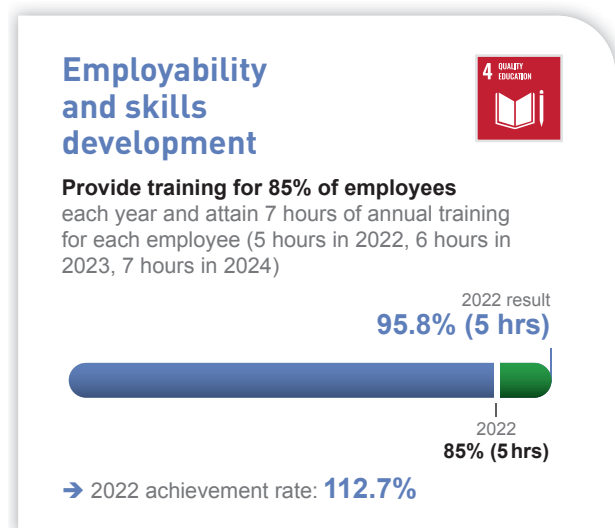 Employability
and skills
development
4 QUALITY
EDUCATION
Provide training for 85% of employees
each year and attain 7 hours of annual training
for each employee (5 hours in 2022, 6 hours in
2023, 7 hours in 2024)
2022 result
95.8% (5 hrs)
2022
85% (5 hrs)
➔ 2022 achievement rate: 112.7%